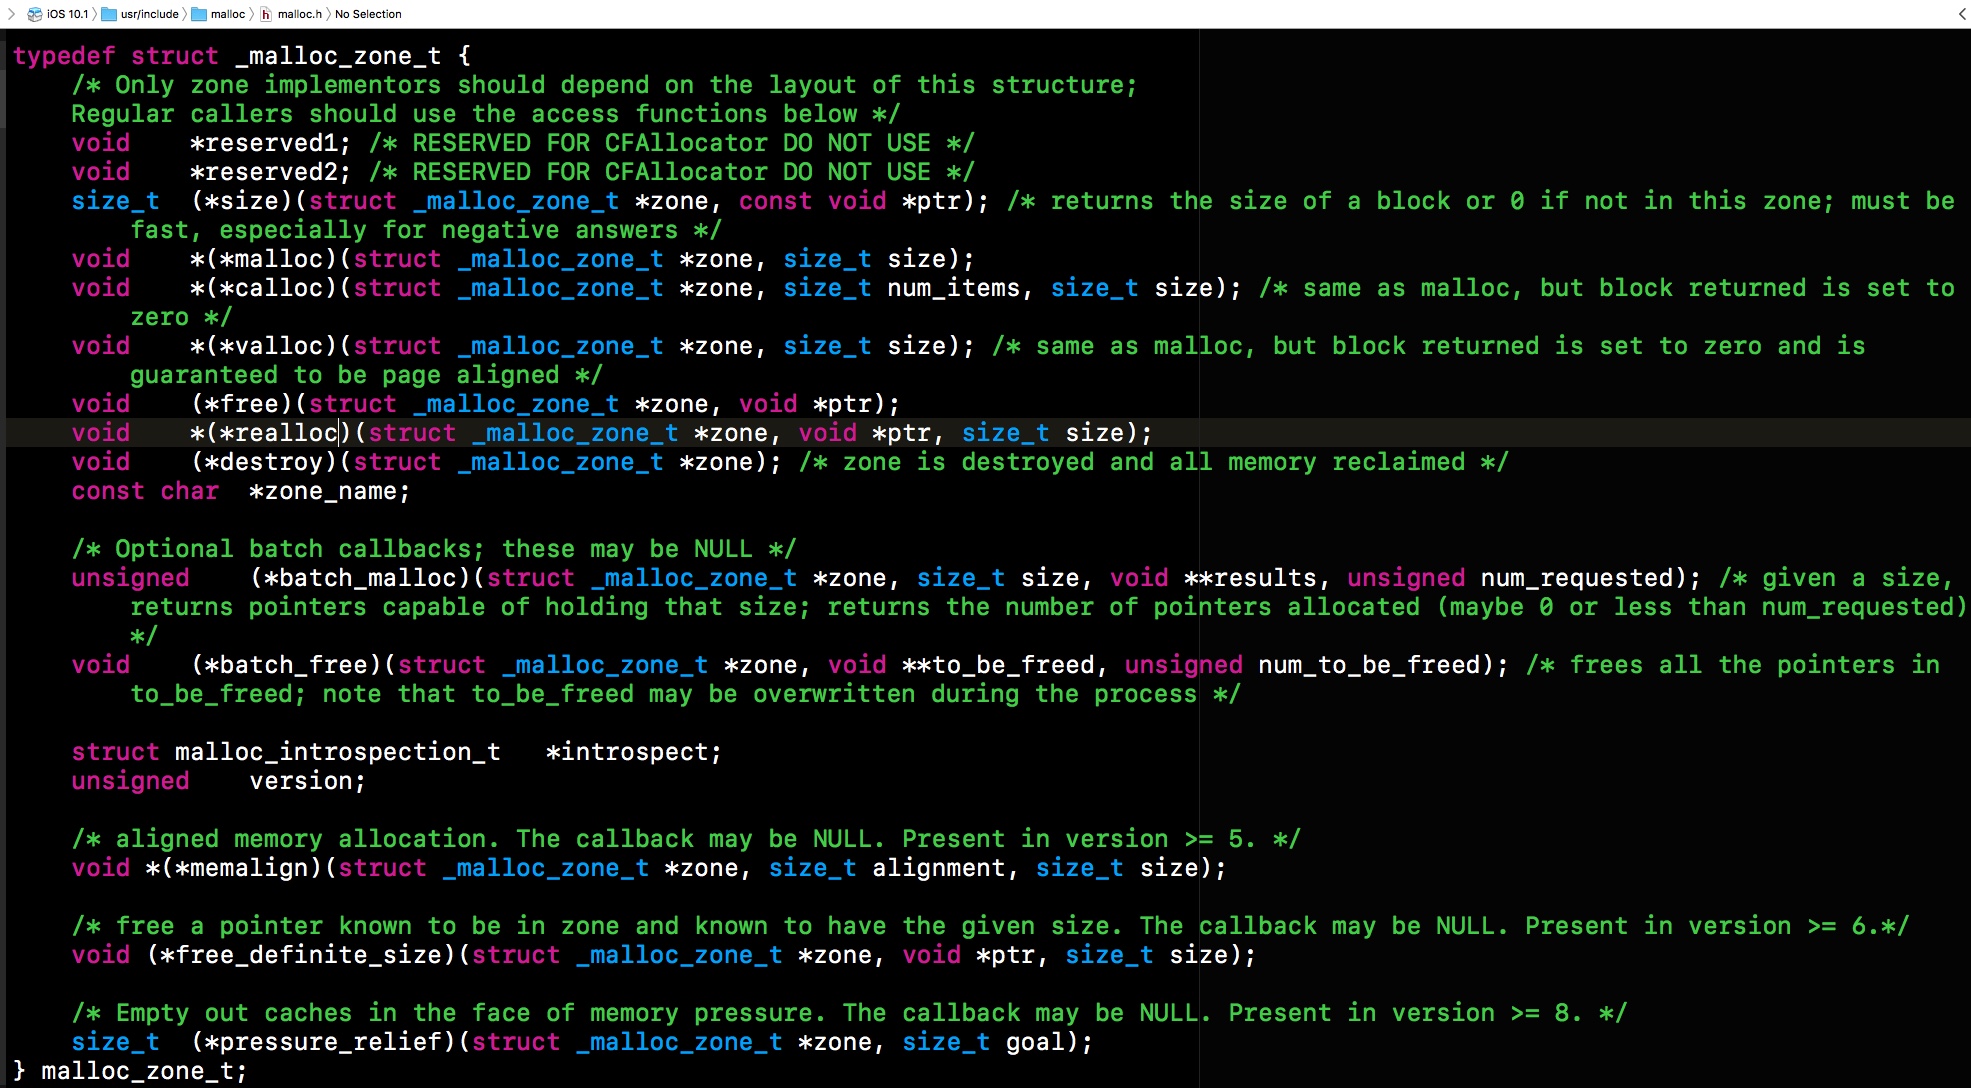 iOS 10.1 〉 usr/include 〉 malloc 〉 h malloc.h 〉 No Selection
typedef struct _malloc_zone_t {
    /* Only zone implementors should depend on the layout of this structure;
    Regular callers should use the access functions below */
    void    *reserved1; /* RESERVED FOR CFAllocator DO NOT USE */
    void    *reserved2; /* RESERVED FOR CFAllocator DO NOT USE */
    size_t  (*size)(struct _malloc_zone_t *zone, const void *ptr); /* returns the size of a block or 0 if not in this zone; must be
        fast, especially for negative answers */
    void    *(*malloc)(struct _malloc_zone_t *zone, size_t size);
    void    *(*calloc)(struct _malloc_zone_t *zone, size_t num_items, size_t size); /* same as malloc, but block returned is set to
        zero */
    void    *(*valloc)(struct _malloc_zone_t *zone, size_t size); /* same as malloc, but block returned is set to zero and is
        guaranteed to be page aligned */
    void    (*free)(struct _malloc_zone_t *zone, void *ptr);
    void    *(*realloc)(struct _malloc_zone_t *zone, void *ptr, size_t size);
    void    (*destroy)(struct _malloc_zone_t *zone); /* zone is destroyed and all memory reclaimed */
    const char  *zone_name;

    /* Optional batch callbacks; these may be NULL */
    unsigned    (*batch_malloc)(struct _malloc_zone_t *zone, size_t size, void **results, unsigned num_requested); /* given a size,
        returns pointers capable of holding that size; returns the number of pointers allocated (maybe 0 or less than num_requested)
        */
    void    (*batch_free)(struct _malloc_zone_t *zone, void **to_be_freed, unsigned num_to_be_freed); /* frees all the pointers in
        to_be_freed; note that to_be_freed may be overwritten during the process */

    struct malloc_introspection_t   *introspect;
    unsigned    version;

    /* aligned memory allocation. The callback may be NULL. Present in version >= 5. */
    void *(*memalign)(struct _malloc_zone_t *zone, size_t alignment, size_t size);

    /* free a pointer known to be in zone and known to have the given size. The callback may be NULL. Present in version >= 6.*/
    void (*free_definite_size)(struct _malloc_zone_t *zone, void *ptr, size_t size);

    /* Empty out caches in the face of memory pressure. The callback may be NULL. Present in version >= 8. */
    size_t  (*pressure_relief)(struct _malloc_zone_t *zone, size_t goal);
} malloc_zone_t;